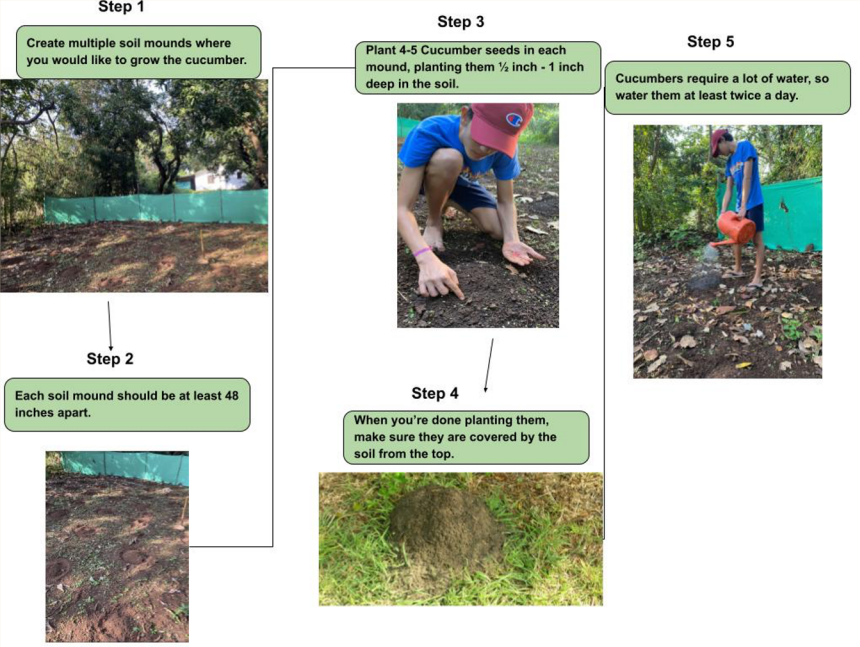 Step 1
Create multiple soil mounds where
you would like to grow the cucumber.
Step 2
Each soil mound should be at least 48
inches apart.
Step 3
Plant 4-5 Cucumber seeds in each
mound, planting them ½ inch - 1 inch
deep in the soil.
Step 4
When you're done planting them,
make sure they are covered by the
soil from the top.
Step 5
Cucumbers require a lot of water, so
water them at least twice a day.